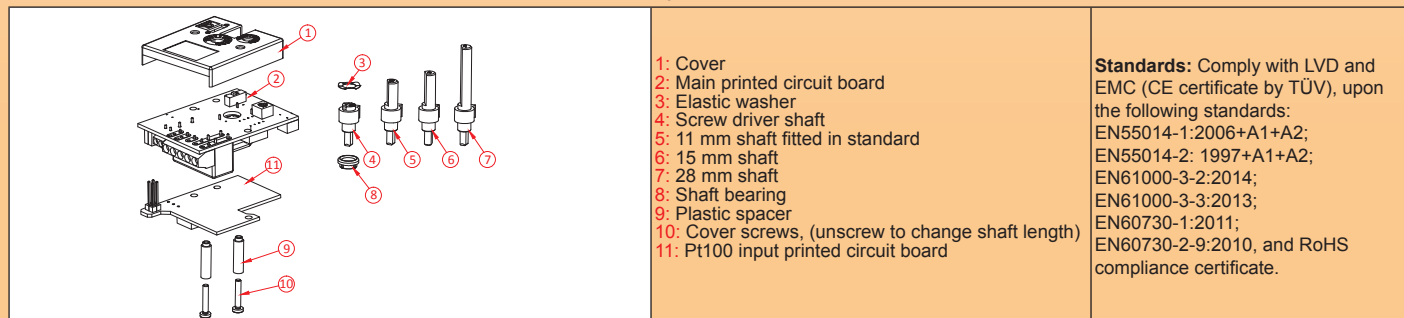 1
2
3
4
5
6
7
8
11
9
10
1: Cover
2: Main printed circuit board
3: Elastic washer
4: Screw driver shaft
5: 11 mm shaft fitted in standard
6: 15 mm shaft
7: 28 mm shaft
8: Shaft bearing
9: Plastic spacer
10: Cover screws, (unscrew to change shaft length)
11: Pt100 input printed circuit board
Standards: Comply with LVD and
EMC (CE certificate by TÜV), upon
the following standards:
EN55014-1:2006+A1+A2;
EN55014-2: 1997+A1+A2;
EN61000-3-2:2014;
EN61000-3-3:2013;
EN60730-1:2011;
EN60730-2-9:2010, and RoHS
compliance certificate.